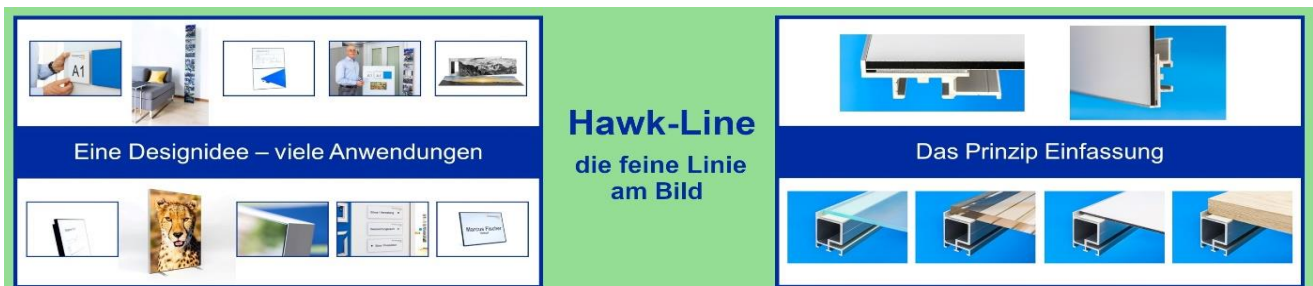 A1
Eine Designidee – viele Anwendungen
Marcus Fischer
Hawk-Line
die feine Linie
am Bild
Das Prinzip Einfassung